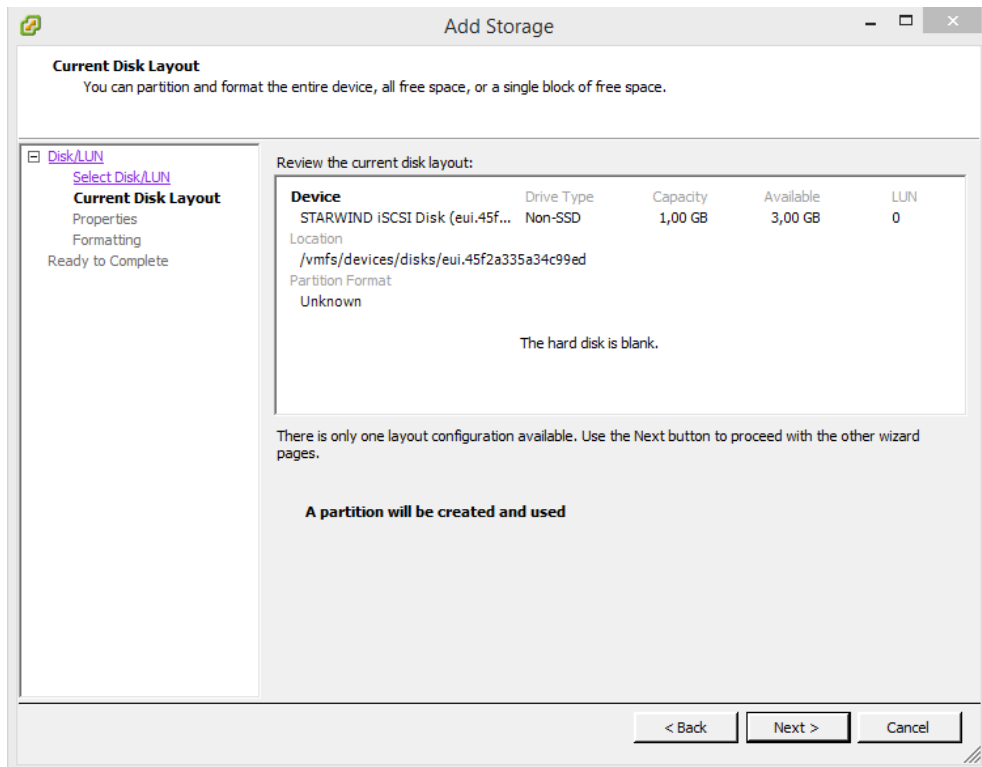 Add Storage
Current Disk Layout
You can partition and format the entire device, all free space, or a single block of free space.
Disk/LUN
Select Disk/LUN
Current Disk Layout
Properties
Formatting
Ready to Complete
Review the current disk layout:
Device Drive Type Capacity Available LUN
STARWIND iSCSI Disk (eui.45f... Non-SSD 1,00 GB 3,00 GB 0
Location
/vmfs/devices/disks/eui.45f2a335a34c99ed
Partition Format
Unknown
The hard disk is blank.
There is only one layout configuration available. Use the Next button to proceed with the other wizard
pages.
A partition will be created and used
< Back Next > Cancel